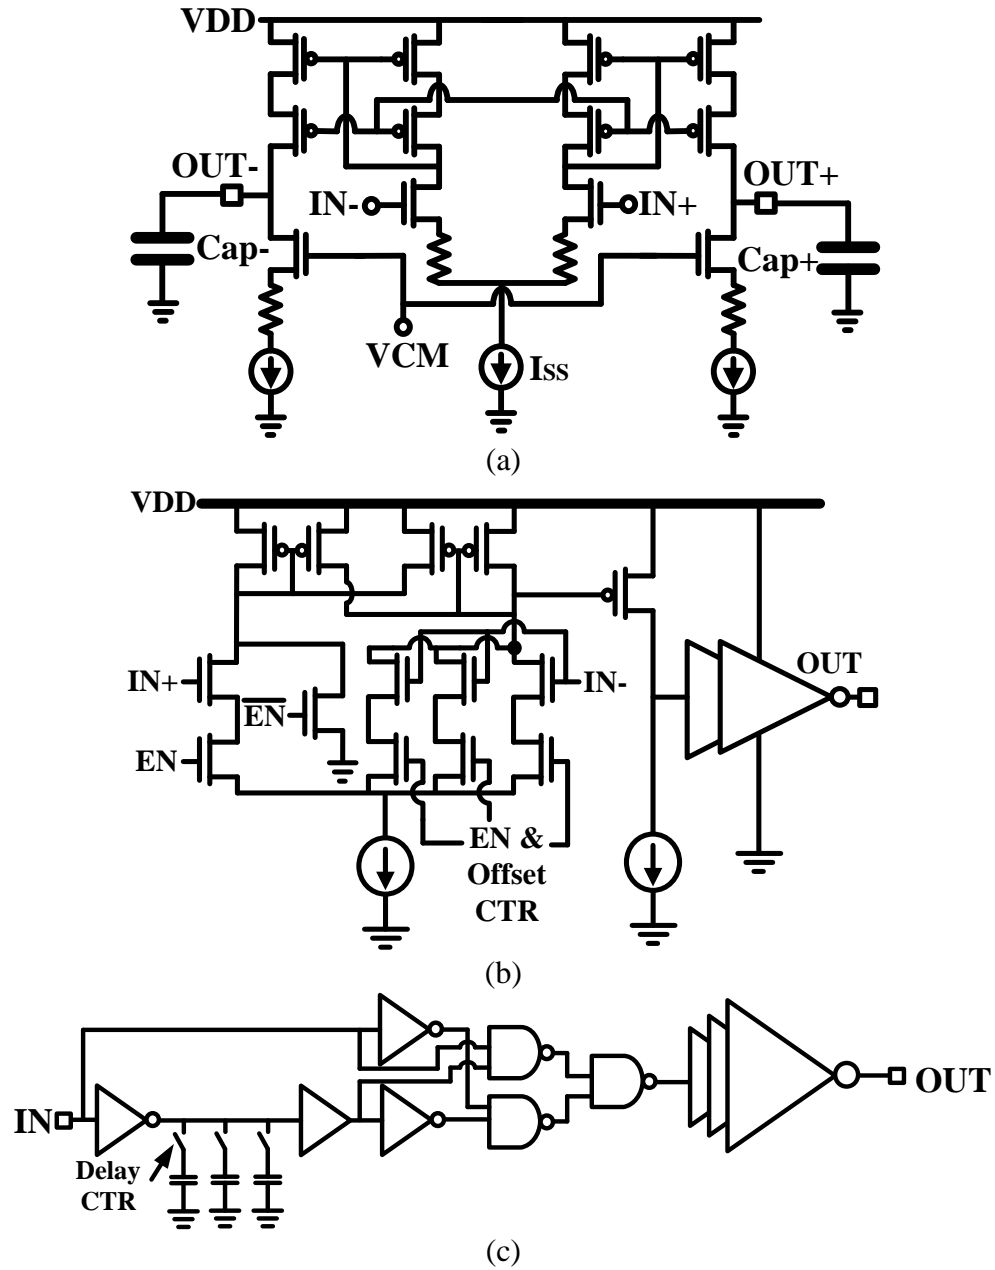 VDD
OUT-
IN-
IN+
OUT+
Cap-
Cap+
VCM
Iss
(a)
VDD
IN+
EN
IN-
OUT
EN
EN &
Offset
CTR
(b)
IN
OUT
Delay
CTR
(c)